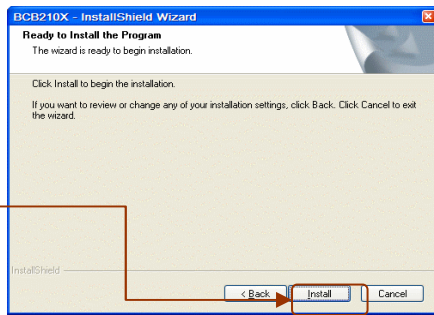 BCB210X - InstallShield Wizard
Ready to Install the Program
The wizard is ready to begin installation.
Click Install to begin the installation.
If you want to review or change any of your installation settings, click Back. Click Cancel to exit
the wizard.
InstallShield
< Back
Install
Cancel